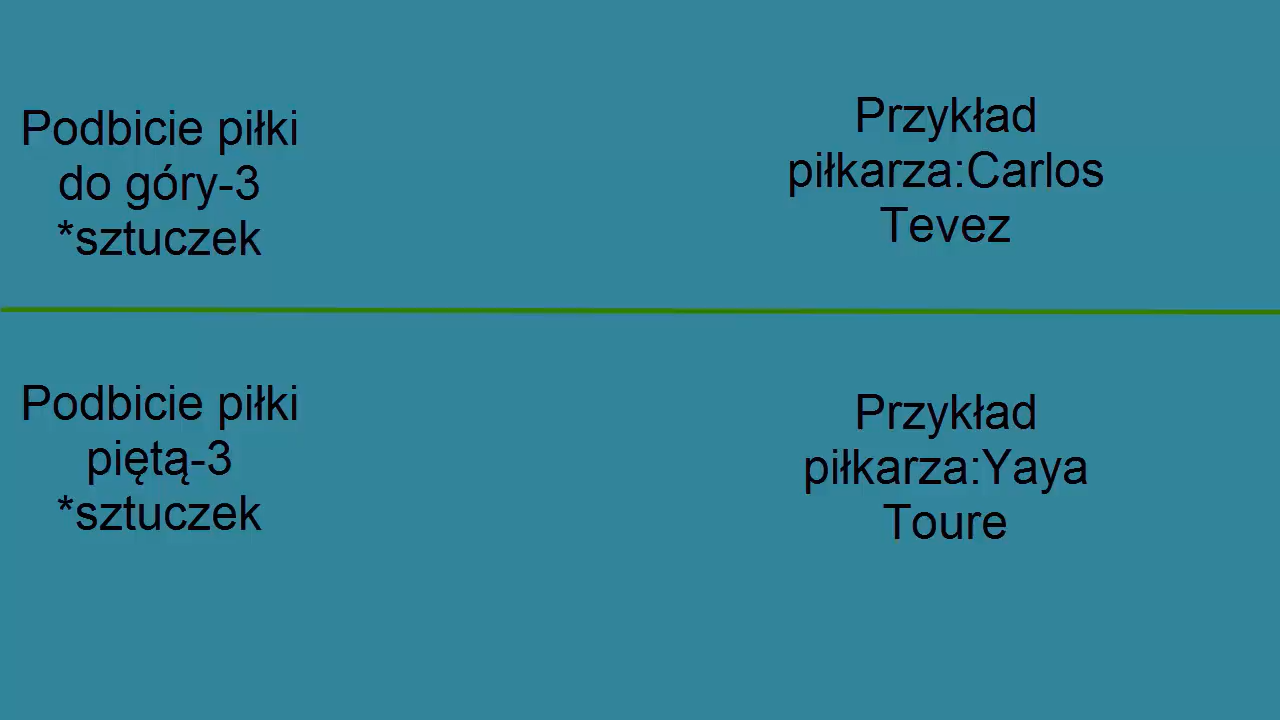 Podbicie piłki
do góry-3
*sztuczek
Przykład
piłkarza:Carlos
Tevez
Podbicie piłki
piętą-3
*sztuczek
Przykład
piłkarza:Yaya
Toure